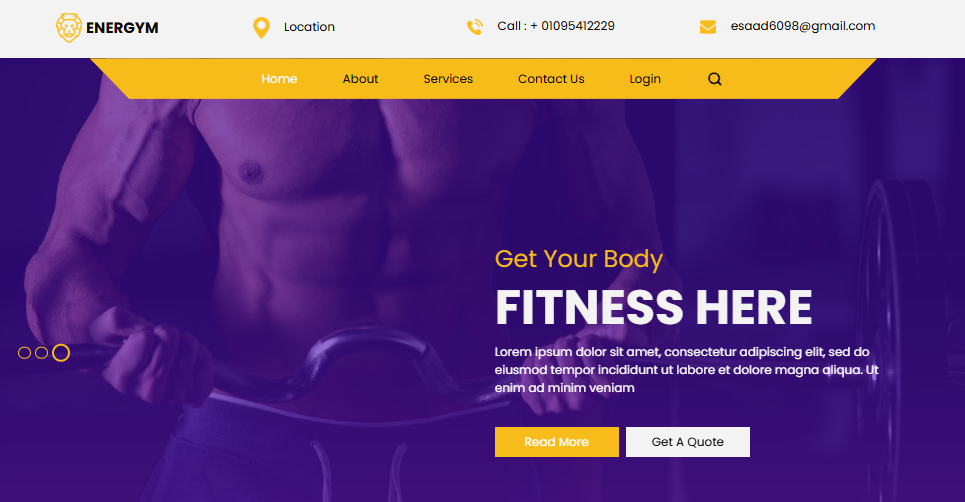 ENERGYM
Location
Call : + 01095412229
esaad6098@gmail.com
Home About Services Contact Us Login
Get Your Body
FITNESS HERE
Lorem ipsum dolor sit amet, consectetur adipiscing elit, sed do
eiusmod tempor incididunt ut labore et dolore magna aliqua. Ut
enim ad minim veniam
Read More
Get A Quote